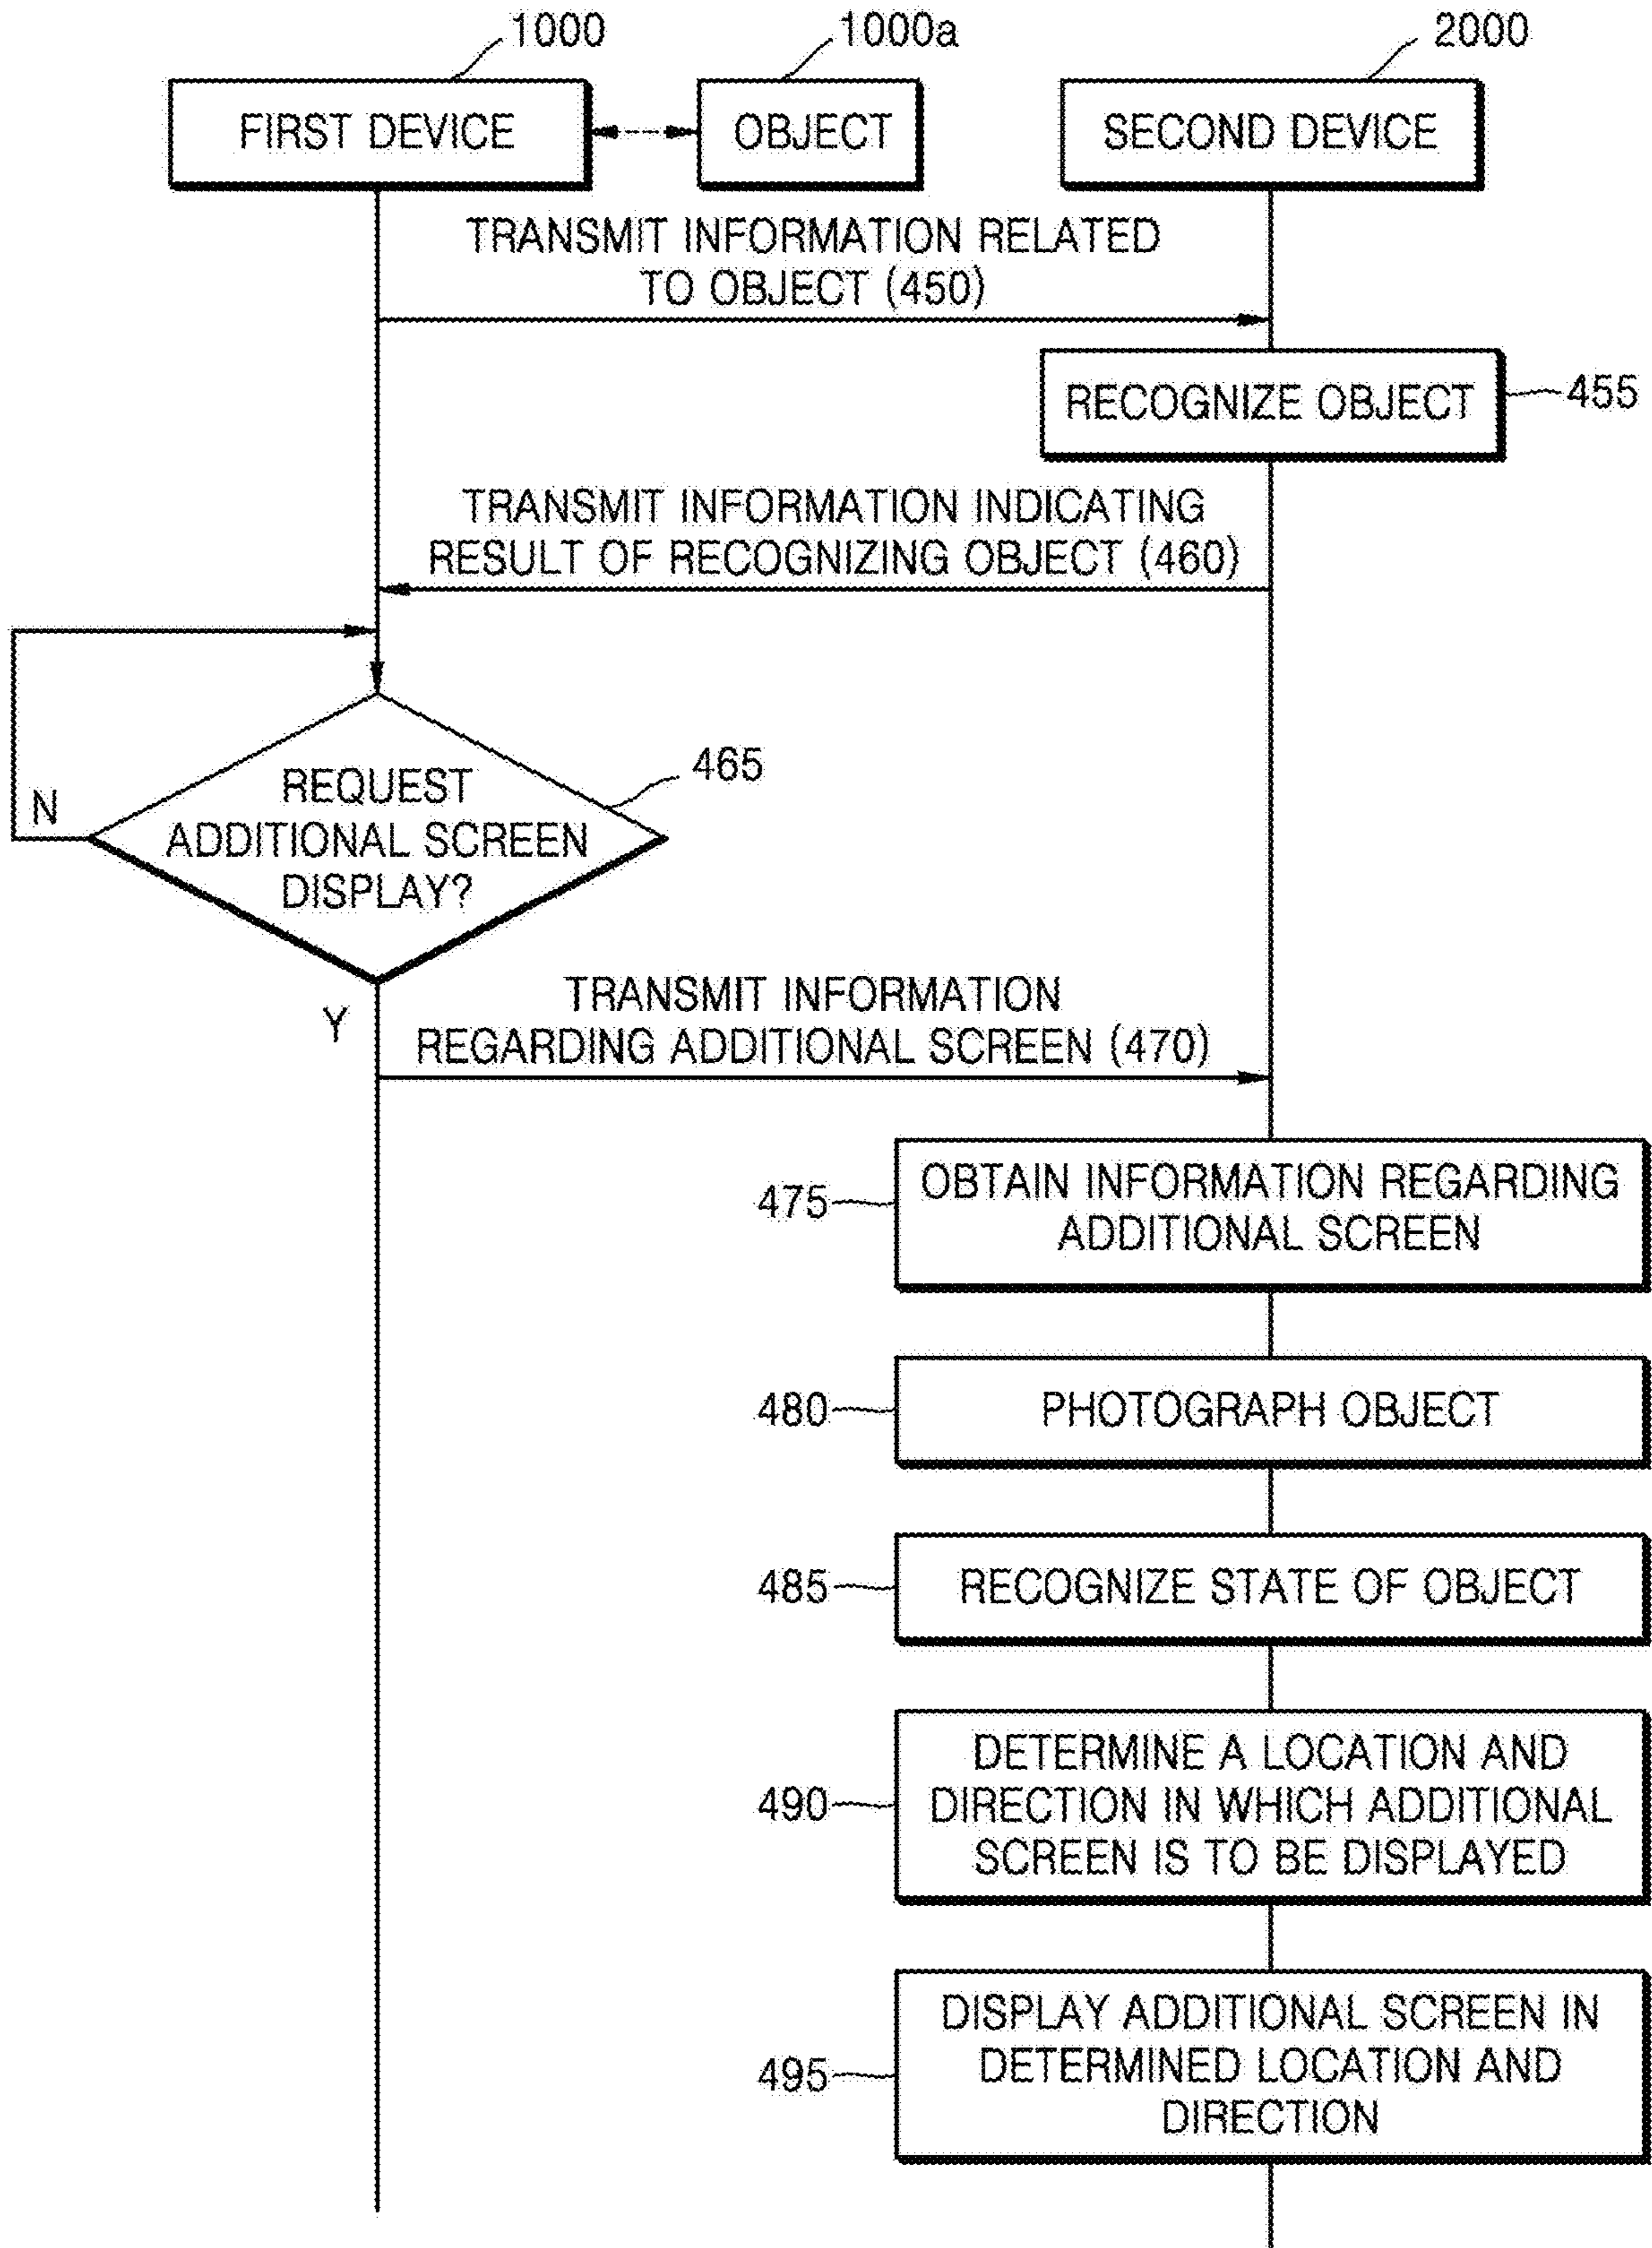 1000
1000a
2000
FIRST DEVICE
OBJECT
SECOND DEVICE
TRANSMIT INFORMATION RELATED
TO OBJECT (450)
RECOGNIZE OBJECT
455
TRANSMIT INFORMATION INDICATING
RESULT OF RECOGNIZING OBJECT (460)
465
REQUEST
ADDITIONAL SCREEN
DISPLAY?
N
Y
TRANSMIT INFORMATION
REGARDING ADDITIONAL SCREEN (470)
475
OBTAIN INFORMATION REGARDING
ADDITIONAL SCREEN
480
PHOTOGRAPH OBJECT
485
RECOGNIZE STATE OF OBJECT
490
DETERMINE A LOCATION AND
DIRECTION IN WHICH ADDITIONAL
SCREEN IS TO BE DISPLAYED
495
DISPLAY ADDITIONAL SCREEN IN
DETERMINED LOCATION AND
DIRECTION